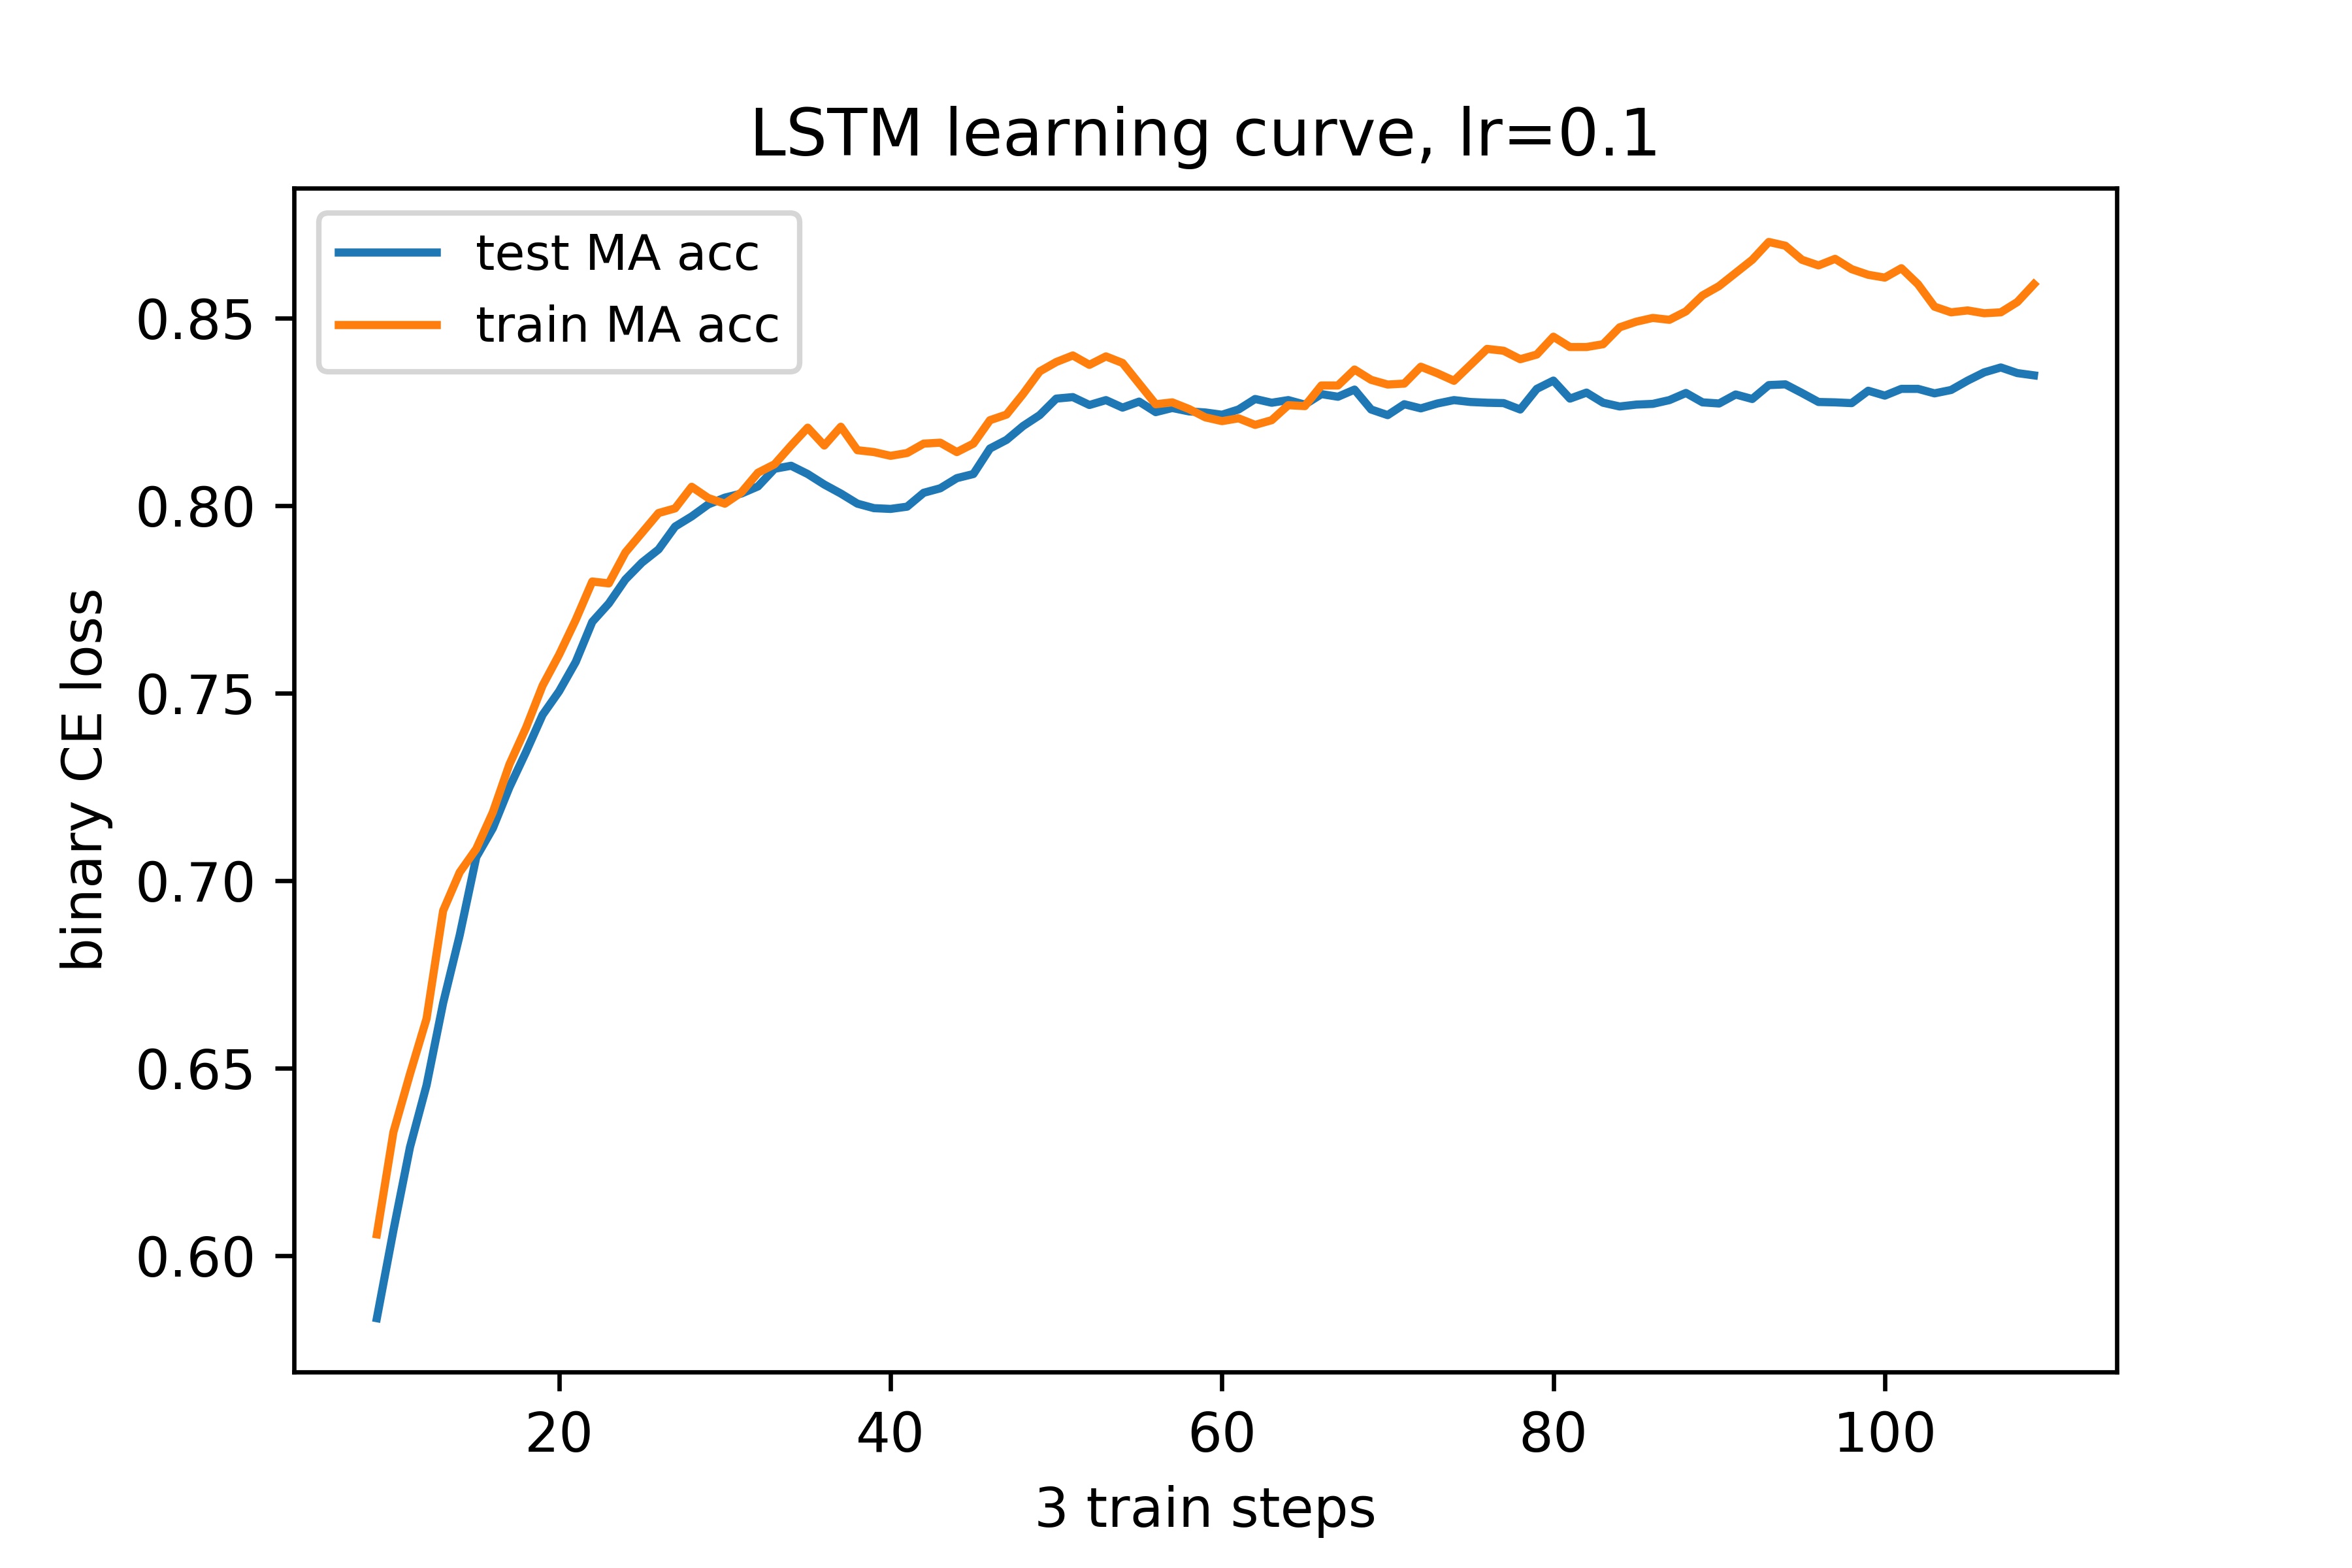 LSTM learning curve, lr=0.1
test MA acc
train MA acc
0.85
0.80
0.75
0.70
0.65
0.60
binary CE loss
20 40 60 80 100
3 train steps